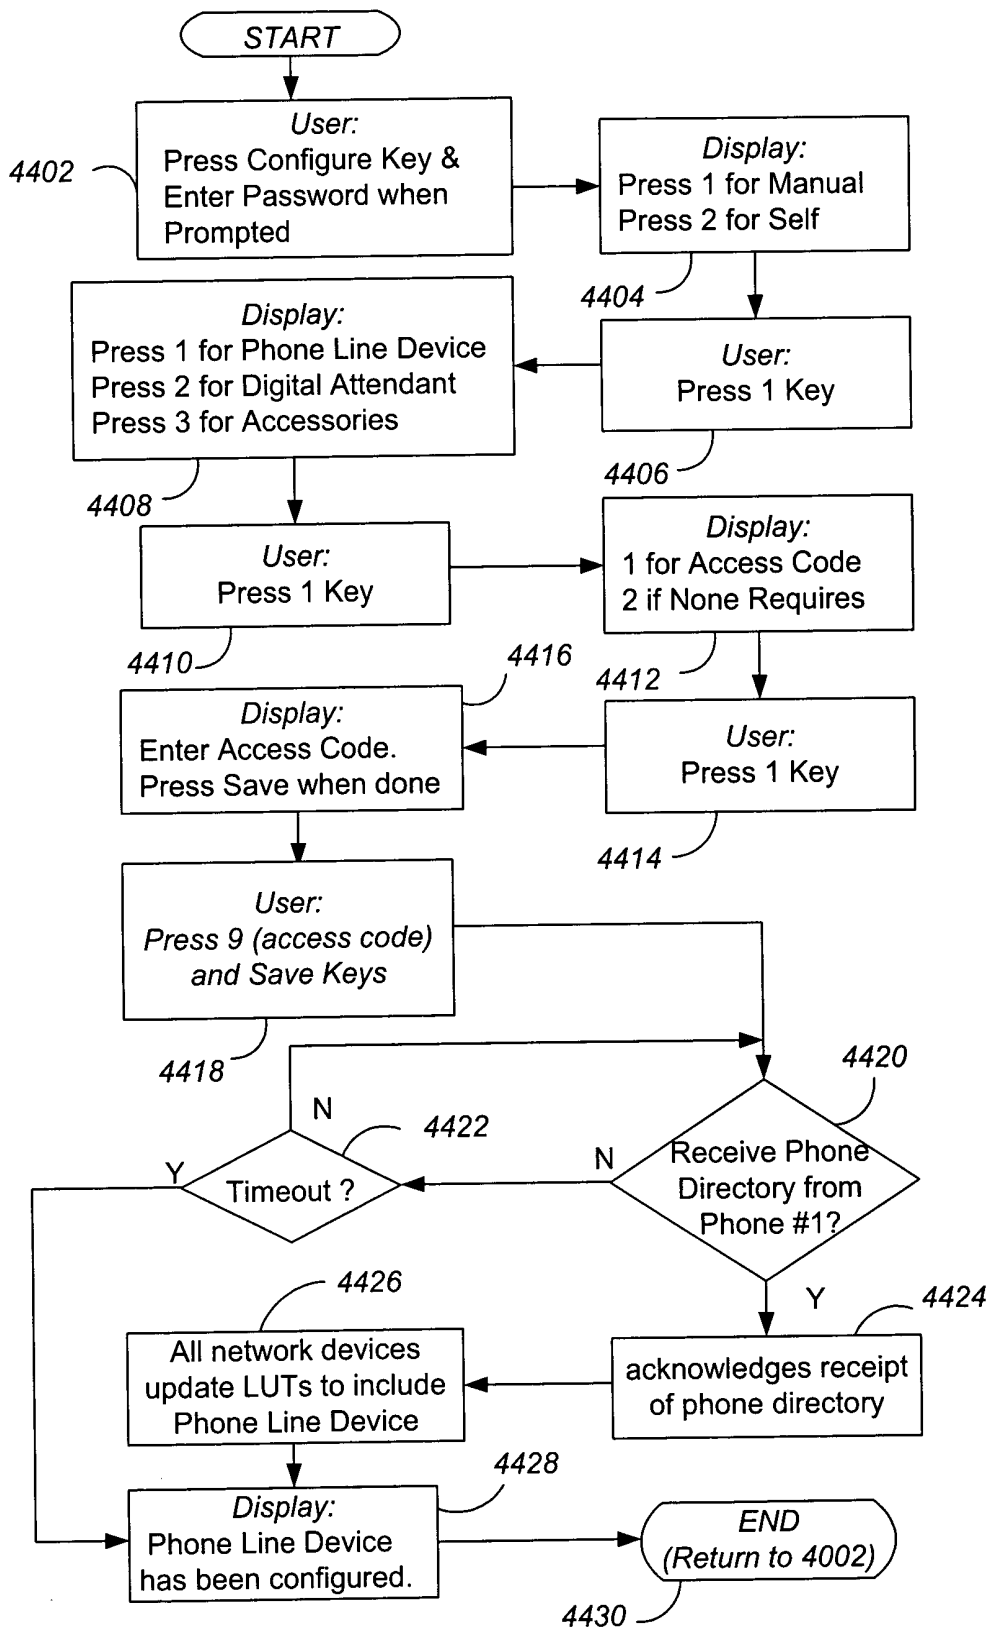 START
User:
Press Configure Key &
Enter Password when
Prompted
4402
Display:
Press 1 for Manual
Press 2 for Self
4404
User:
Press 1 Key
4406
Display:
Press 1 for Phone Line Device
Press 2 for Digital Attendant
Press 3 for Accessories
4408
User:
Press 1 Key
4410
Display:
1 for Access Code
2 if None Requires
4412
User:
Press 1 Key
4414
4416
Display:
Enter Access Code.
Press Save when done
User:
Press 9 (access code)
and Save Keys
4418
4420
Receive Phone
Directory from
Phone #1?
N
Y
4422
Timeout ?
N
Y
4424
acknowledges receipt
of phone directory
4426
All network devices
update LUTs to include
Phone Line Device
4428
Display:
Phone Line Device
has been configured.
END
(Return to 4002)
4430